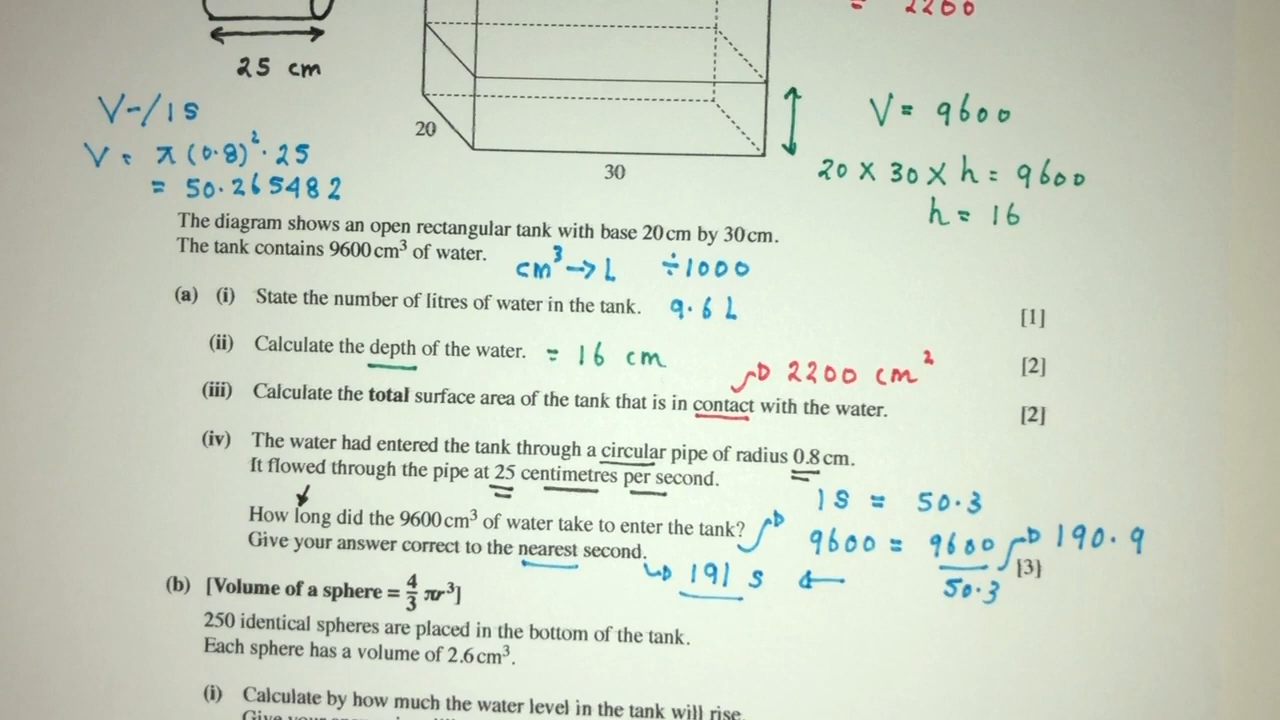 = 2200
25 cm
20
30
V-/1s
V = π (0.8)²·25
= 50.265482
V = 9600
20 x 30 x h = 9600
h = 16
The diagram shows an open rectangular tank with base 20 cm by 30 cm.
The tank contains 9600 cm³ of water.
cm³ → L ÷1000
(a) (i) State the number of litres of water in the tank. 9.6 L [1]
(ii) Calculate the depth of the water. = 16 cm [2]
2200 cm²
(iii) Calculate the total surface area of the tank that is in contact with the water. [2]
(iv) The water had entered the tank through a circular pipe of radius 0.8 cm.
It flowed through the pipe at 25 centimetres per second.
1s = 50.3
How long did the 9600 cm³ of water take to enter the tank?
9600 = 9600/50.3 190.9
Give your answer correct to the nearest second. 191 s ← [3]
(b) [Volume of a sphere = 4/3 πr³]
250 identical spheres are placed in the bottom of the tank.
Each sphere has a volume of 2.6 cm³.
(i) Calculate by how much the water level in the tank will rise.